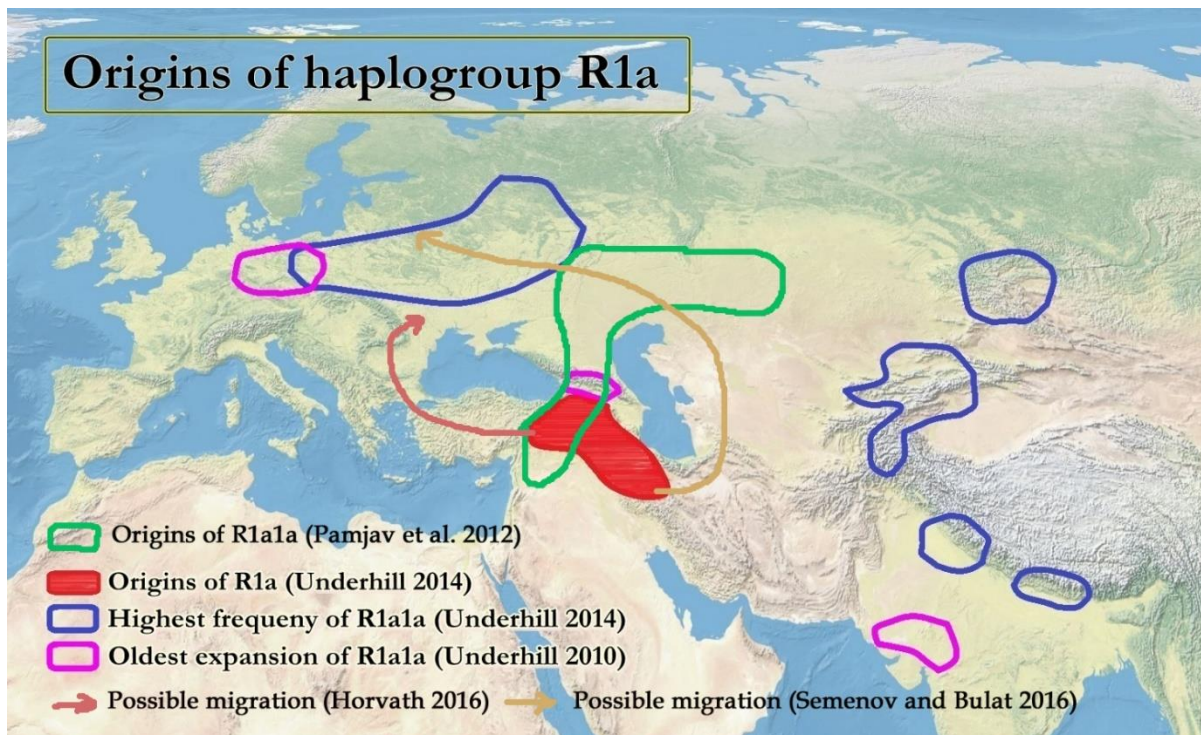 Origins of haplogroup R1a
Origins of R1a1a (Pamjav et al. 2012)
Origins of R1a (Underhill 2014)
Highest frequeny of R1a1a (Underhill 2014)
Oldest expansion of R1a1a (Underhill 2010)
Possible migration (Horvath 2016)
Possible migration (Semenov and Bulat 2016)